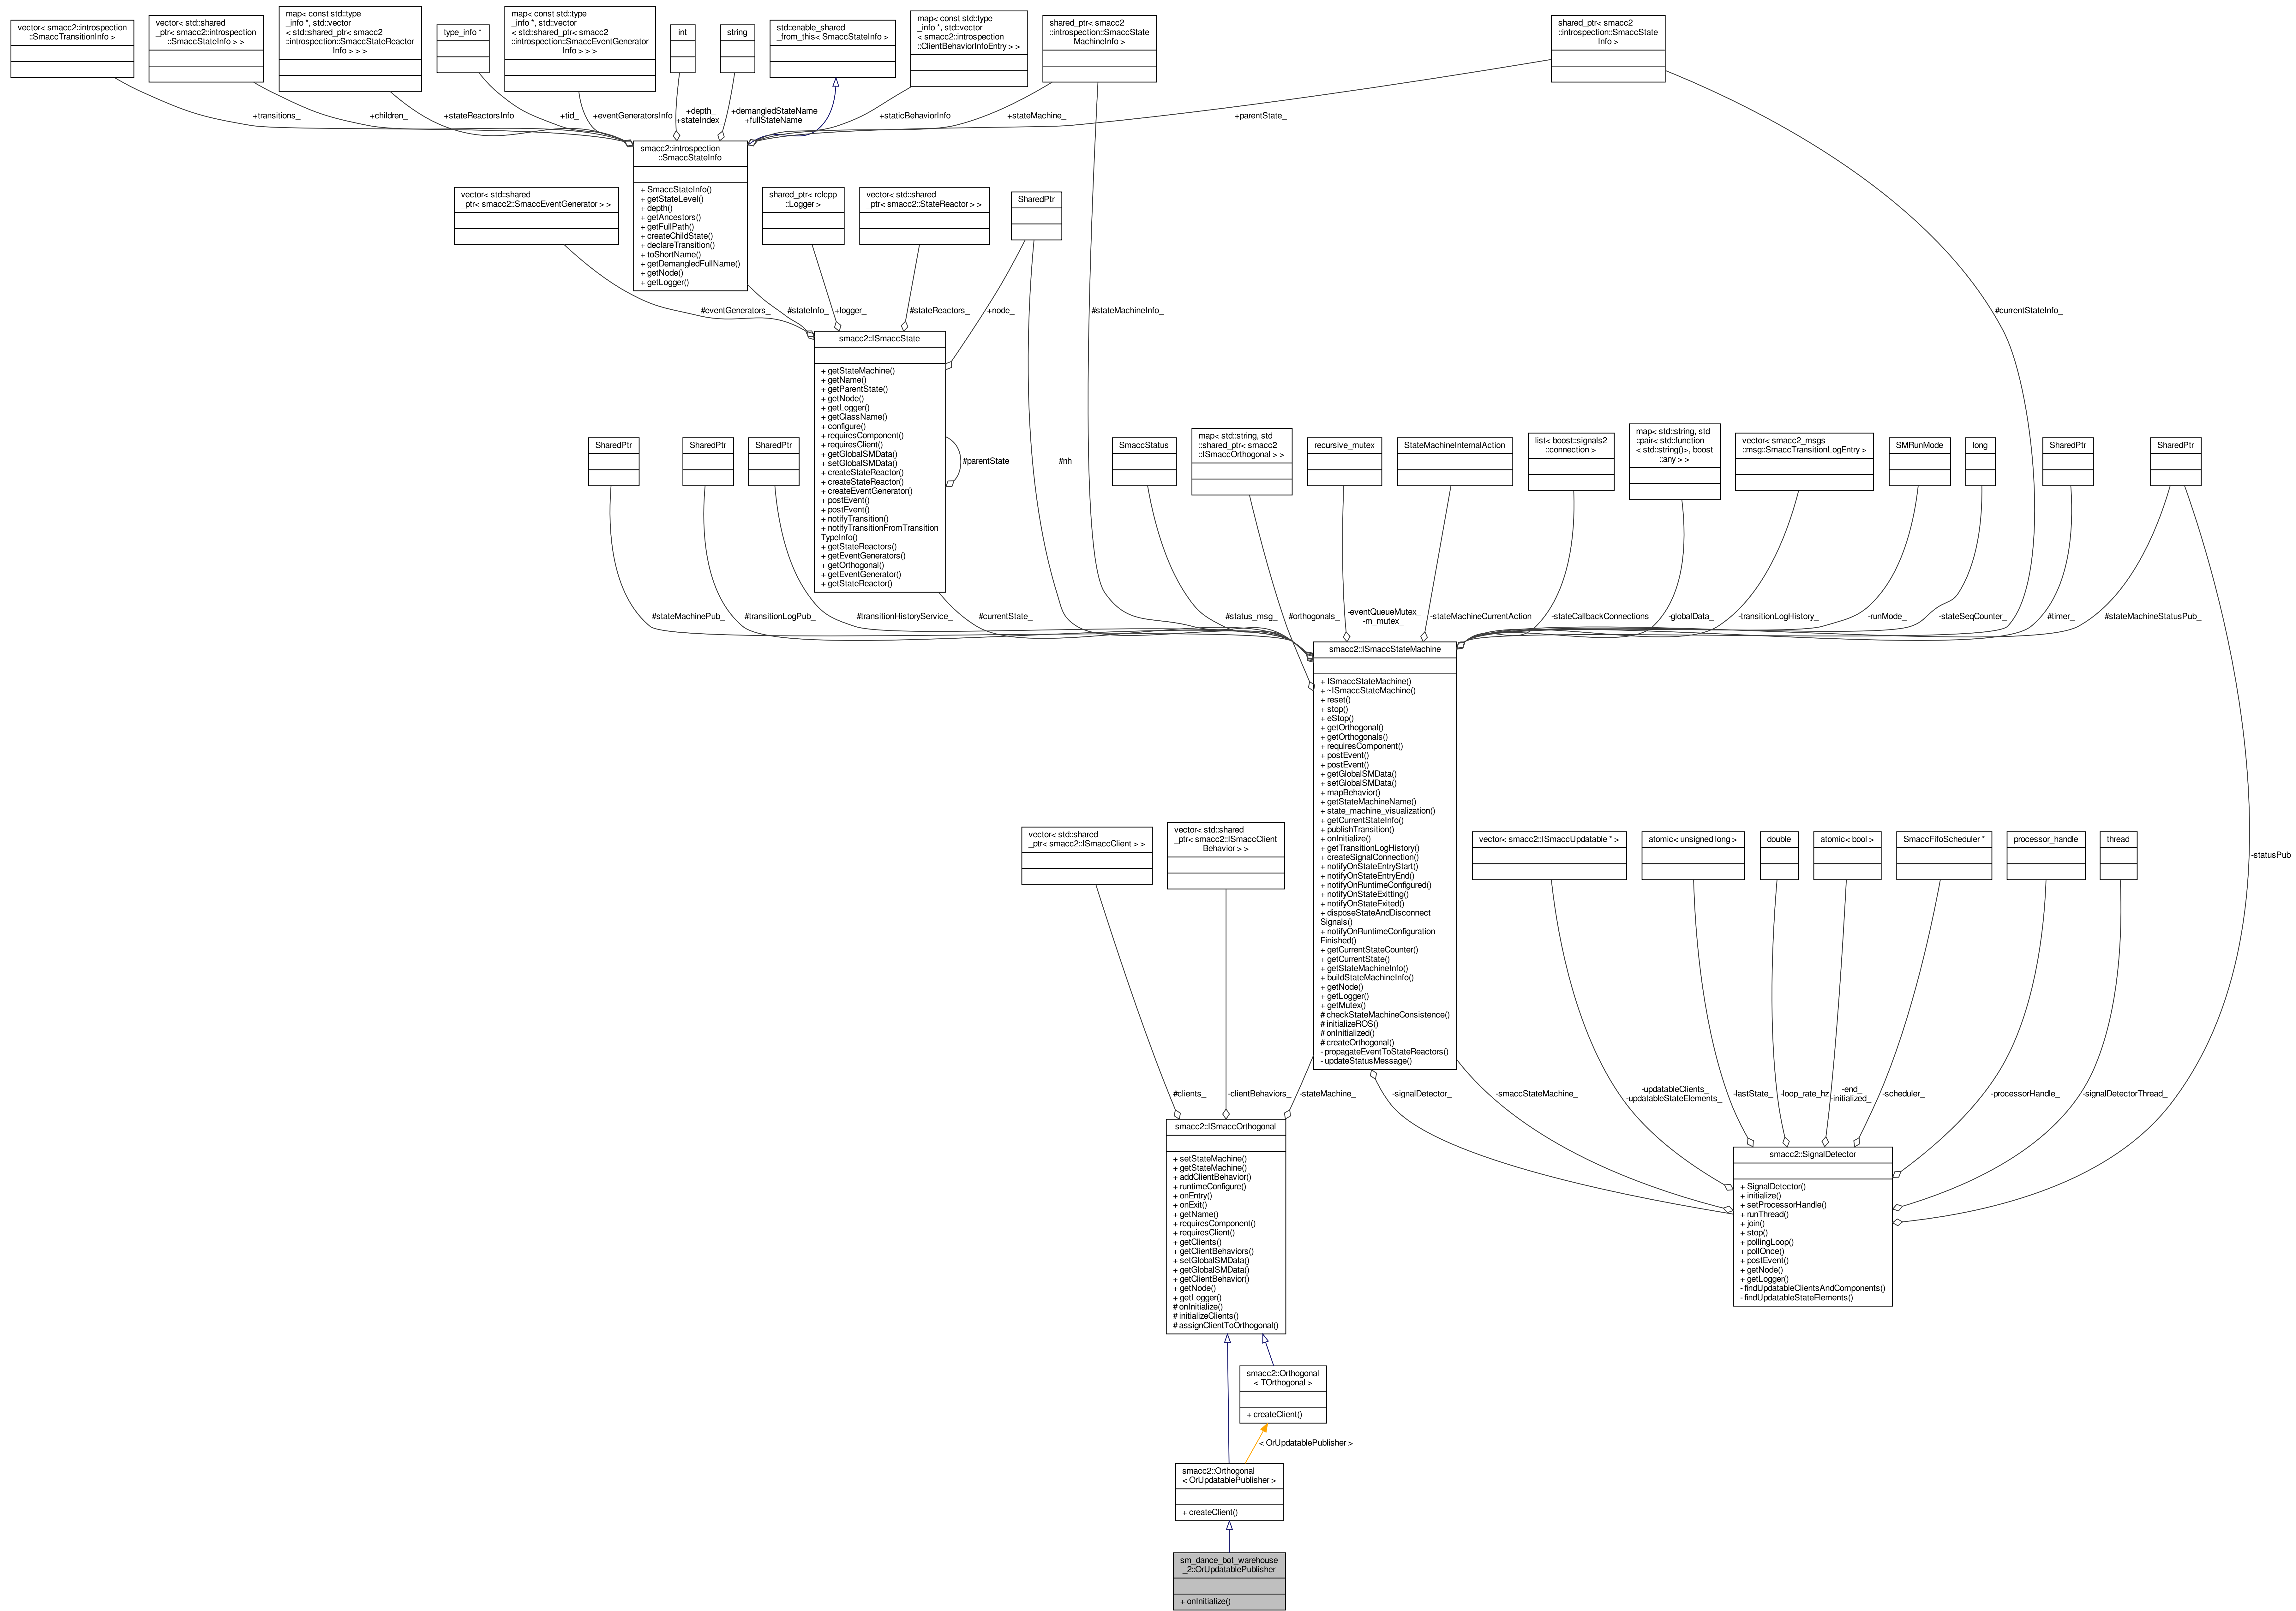 vector< smacc2::introspection
::SmaccTransitionInfo >
vector< std::shared
_ptr< smacc2::introspection
::SmaccStateInfo > >
map< const std::type
_info *, std::vector
< std::shared_ptr< smacc2
::introspection::SmaccStateReactor
Info > > >
type_info *
map< const std::type
_info *, std::vector
< std::shared_ptr< smacc2
::introspection::SmaccEventGenerator
Info > > >
int
string
std::enable_shared
_from_this< SmaccStateInfo >
map< const std::type
_info *, std::vector
< smacc2::introspection
::ClientBehaviorInfoEntry > >
shared_ptr< smacc2
::introspection::SmaccState
MachineInfo >
shared_ptr< smacc2
::introspection::SmaccState
Info >
+transitions_
+children_
+stateReactorsInfo
+tid_
+eventGeneratorsInfo
+depth_
+stateIndex_
+demangledStateName
+fullStateName
+staticBehaviorInfo
+stateMachine_
+parentState_
smacc2::introspection
::SmaccStateInfo
+ SmaccStateInfo()
+ getStateLevel()
+ depth()
+ getAncestors()
+ getFullPath()
+ createChildState()
+ declareTransition()
+ toShortName()
+ getDemangledFullName()
+ getNode()
+ getLogger()
vector< std::shared
_ptr< smacc2::SmaccEventGenerator > >
shared_ptr< rclcpp
::Logger >
vector< std::shared
_ptr< smacc2::StateReactor > >
SharedPtr
#eventGenerators_
#stateInfo_
+logger_
#stateReactors_
+node_
#stateMachineInfo_
#currentStateInfo_
smacc2::ISmaccState
+ getStateMachine()
+ getName()
+ getParentState()
+ getNode()
+ getLogger()
+ getClassName()
+ configure()
+ requiresComponent()
+ requiresClient()
+ getGlobalSMData()
+ setGlobalSMData()
+ createStateReactor()
+ createStateReactor()
+ createEventGenerator()
+ postEvent()
+ postEvent()
+ notifyTransition()
+ notifyTransitionFromTransition
TypeInfo()
+ getStateReactors()
+ getEventGenerators()
+ getOrthogonal()
+ getEventGenerator()
+ getStateReactor()
#parentState_
#nh_
SharedPtr
SharedPtr
SharedPtr
SmaccStatus
map< std::string, std
::shared_ptr< smacc2
::ISmaccOrthogonal > >
recursive_mutex
StateMachineInternalAction
list< boost::signals2
::connection >
map< std::string, std
::pair< std::function
< std::string()>, boost
::any > >
vector< smacc2_msgs
::msg::SmaccTransitionLogEntry >
SMRunMode
long
SharedPtr
SharedPtr
#stateMachinePub_
#transitionLogPub_
#transitionHistoryService_
#currentState_
#status_msg_
#orthogonals_
-eventQueueMutex_
-m_mutex_
-stateMachineCurrentAction
-stateCallbackConnections
-globalData_
-transitionLogHistory_
-runMode_
-stateSeqCounter_
#timer_
#stateMachineStatusPub_
smacc2::ISmaccStateMachine
+ ISmaccStateMachine()
+ ~ISmaccStateMachine()
+ reset()
+ stop()
+ eStop()
+ getOrthogonal()
+ getOrthogonals()
+ requiresComponent()
+ postEvent()
+ postEvent()
+ getGlobalSMData()
+ setGlobalSMData()
+ mapBehavior()
+ getStateMachineName()
+ state_machine_visualization()
+ getCurrentStateInfo()
+ publishTransition()
+ onInitialize()
+ getTransitionLogHistory()
+ createSignalConnection()
+ notifyOnStateEntryStart()
+ notifyOnStateEntryEnd()
+ notifyOnRuntimeConfigured()
+ notifyOnStateExitting()
+ notifyOnStateExited()
+ disposeStateAndDisconnect
Signals()
+ notifyOnRuntimeConfiguration
Finished()
+ getCurrentStateCounter()
+ getCurrentState()
+ getStateMachineInfo()
+ buildStateMachineInfo()
+ getNode()
+ getLogger()
+ getMutex()
# checkStateMachineConsistence()
# initializeROS()
# onInitialized()
# createOrthogonal()
- propagateEventToStateReactors()
- updateStatusMessage()
vector< std::shared
_ptr< smacc2::ISmaccClient > >
vector< std::shared
_ptr< smacc2::ISmaccClient
Behavior > >
vector< smacc2::ISmaccUpdatable * >
atomic< unsigned long >
double
atomic< bool >
SmaccFifoScheduler *
processor_handle
thread
-statusPub_
#clients_
-clientBehaviors_
-stateMachine_
-signalDetector_
-smaccStateMachine_
-updatableClients_
-updatableStateElements_
-lastState_
-loop_rate_hz
-end_
-initialized_
-scheduler_
-processorHandle_
-signalDetectorThread_
smacc2::ISmaccOrthogonal
+ setStateMachine()
+ getStateMachine()
+ addClientBehavior()
+ runtimeConfigure()
+ onEntry()
+ onExit()
+ getName()
+ requiresComponent()
+ requiresClient()
+ getClients()
+ getClientBehaviors()
+ setGlobalSMData()
+ getGlobalSMData()
+ getClientBehavior()
+ getNode()
+ getLogger()
# onInitialize()
# initializeClients()
# assignClientToOrthogonal()
smacc2::SignalDetector
+ SignalDetector()
+ initialize()
+ setProcessorHandle()
+ runThread()
+ join()
+ stop()
+ pollingLoop()
+ pollOnce()
+ postEvent()
+ getNode()
+ getLogger()
- findUpdatableClientsAndComponents()
- findUpdatableStateElements()
smacc2::Orthogonal
< TOrthogonal >
+ createClient()
< OrUpdatablePublisher >
smacc2::Orthogonal
< OrUpdatablePublisher >
+ createClient()
sm_dance_bot_warehouse
_2::OrUpdatablePublisher
+ onInitialize()